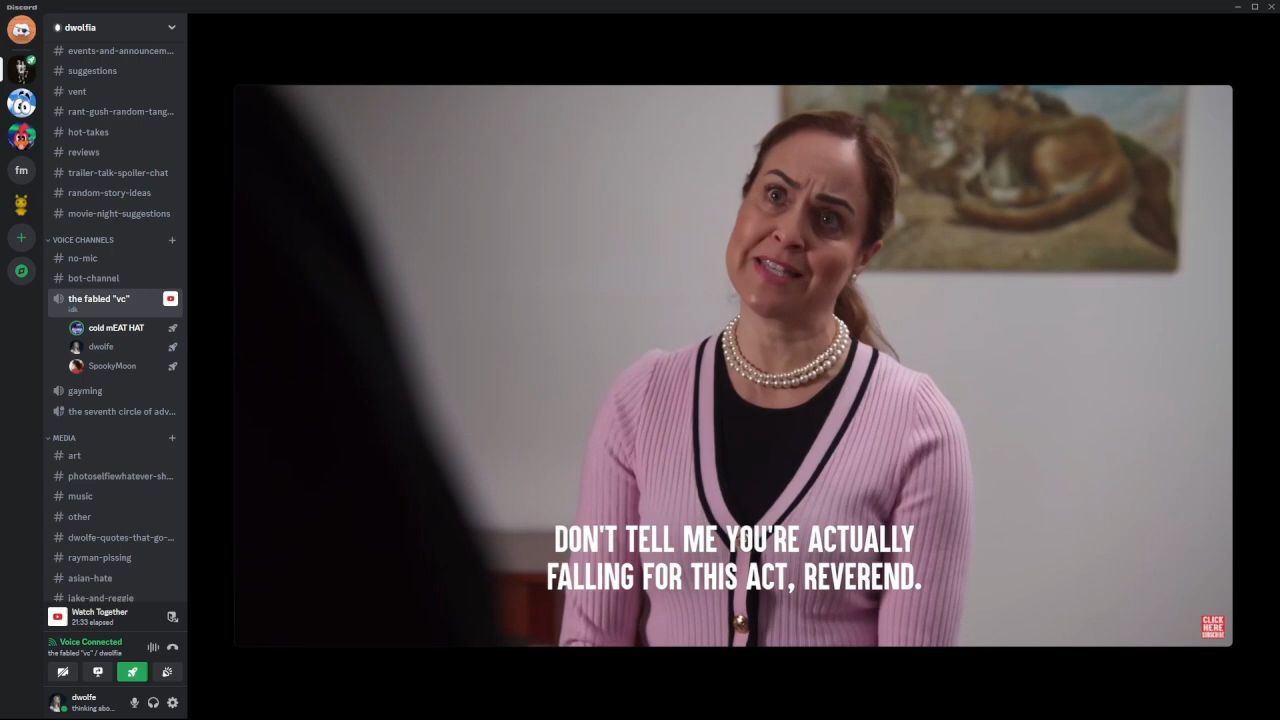 Discord
dwolfia
events-and-announcem...
suggestions
vent
rant-gush-random-tang...
hot-takes
reviews
trailer-talk-spoiler-chat
random-story-ideas
movie-night-suggestions
VOICE CHANNELS
no-mic
bot-channel
the fabled "vc"
idk
cold mEAT HAT
dwolfe
SpookyMoon
gayming
the seventh circle of adv...
MEDIA
art
photoselfiewhatever-sh...
music
other
dwolfe-quotes-that-go-...
rayman-pissing
asian-hate
jake-and-reggie
Watch Together
21:33 elapsed
Voice Connected
the fabled "vc" / dwolfia
dwolfe
thinking abo...
fm
DON'T TELL ME YOU'RE ACTUALLY
FALLING FOR THIS ACT, REVEREND.
CLICK
HERE
SUBSCRIBE